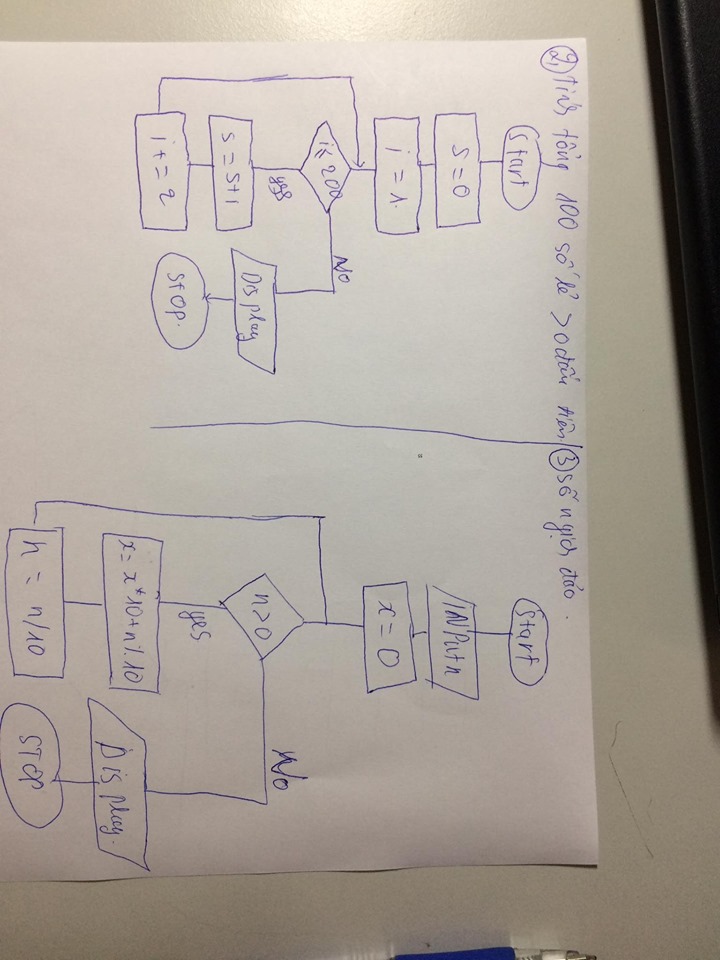 ② Tính tổng 100 số lẻ >0 đầu tiên
Start
S = 0
i = 1
i ≤ 200
yes
No
S = S+i
i + = 2
Display
STOP.
③ số nghịch đảo.
Start
INPut n
x = 0
n>0
yes
No
x = x*10+n%10
n = n/10
Display.
STOP